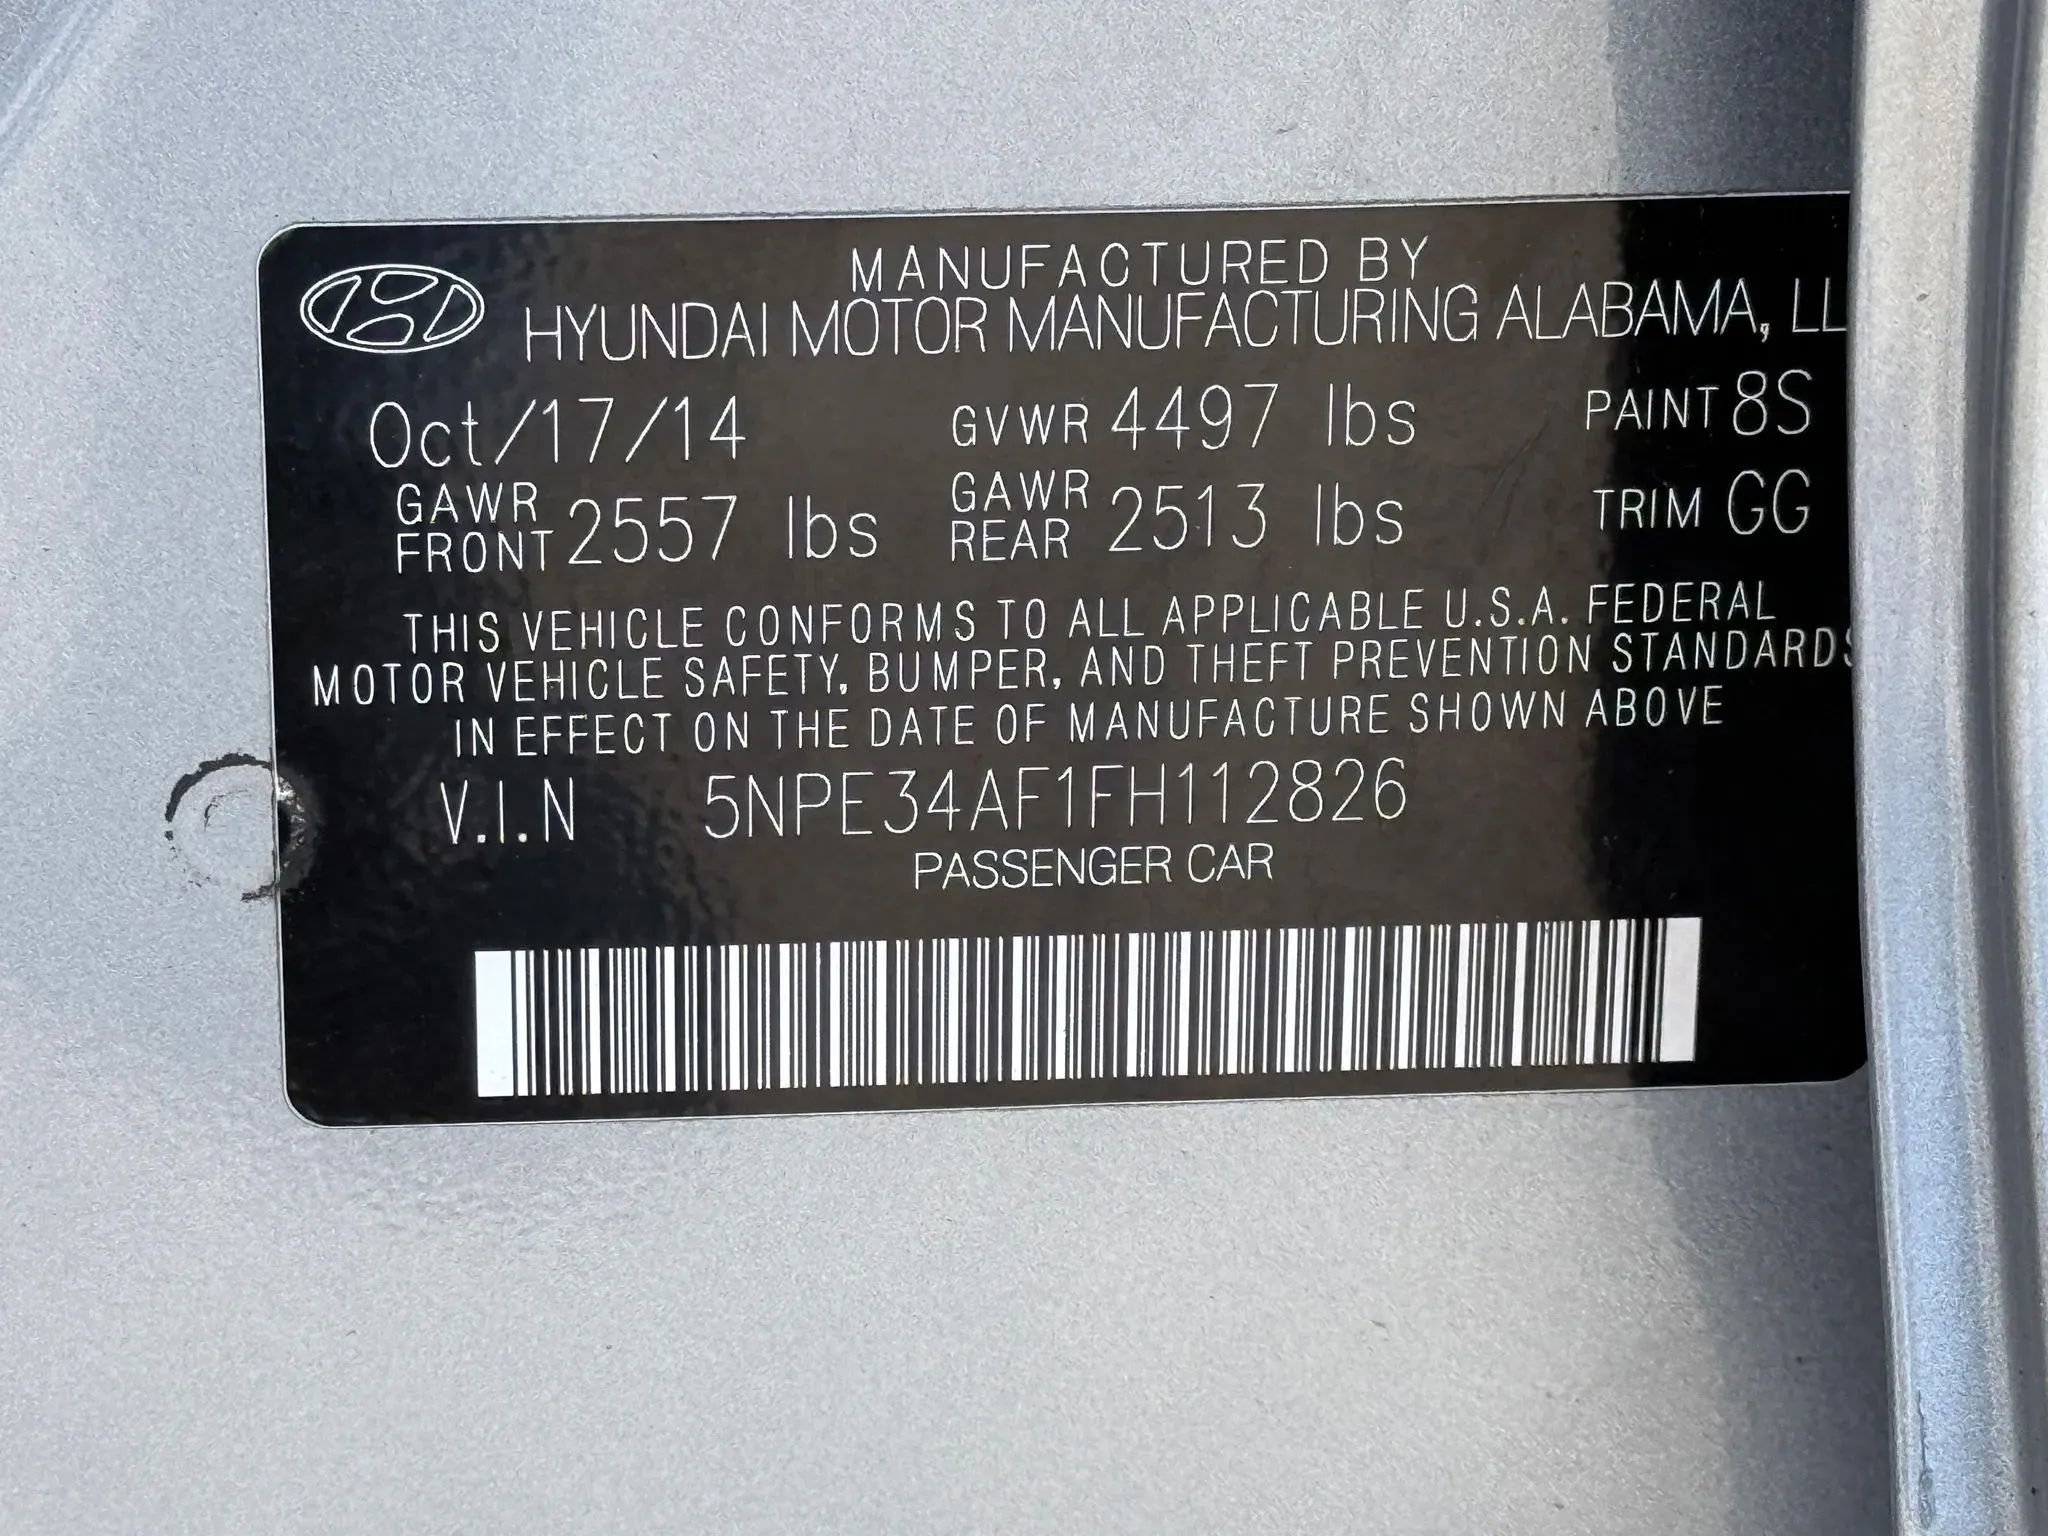 MANUFACTURED BY
HYUNDAI MOTOR MANUFACTURING ALABAMA, LL
Oct/17/14 GVWR 4497 lbs PAINT 8S
GAWR FRONT 2557 lbs GAWR REAR 2513 lbs TRIM GG
THIS VEHICLE CONFORMS TO ALL APPLICABLE U.S.A. FEDERAL
MOTOR VEHICLE SAFETY, BUMPER, AND THEFT PREVENTION STANDARDS
IN EFFECT ON THE DATE OF MANUFACTURE SHOWN ABOVE
V.I.N 5NPE34AF1FH112826
PASSENGER CAR